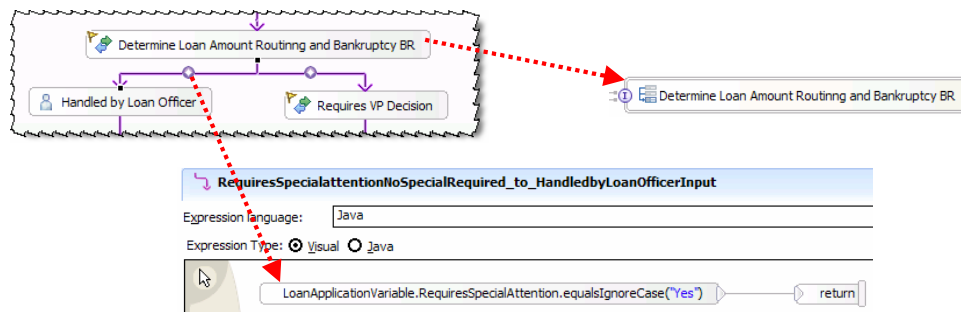 Determine Loan Amount Routinng and Bankruptcy BR
Handled by Loan Officer
Requires VP Decision
I
Determine Loan Amount Routinng and Bankruptcy BR
RequiresSpecialattentionNoSpecialRequired_to_HandledbyLoanOfficerInput
Expression language: Java
Expression Type: Visual Java
LoanApplicationVariable.RequiresSpecialAttention.equalsIgnoreCase("Yes") return